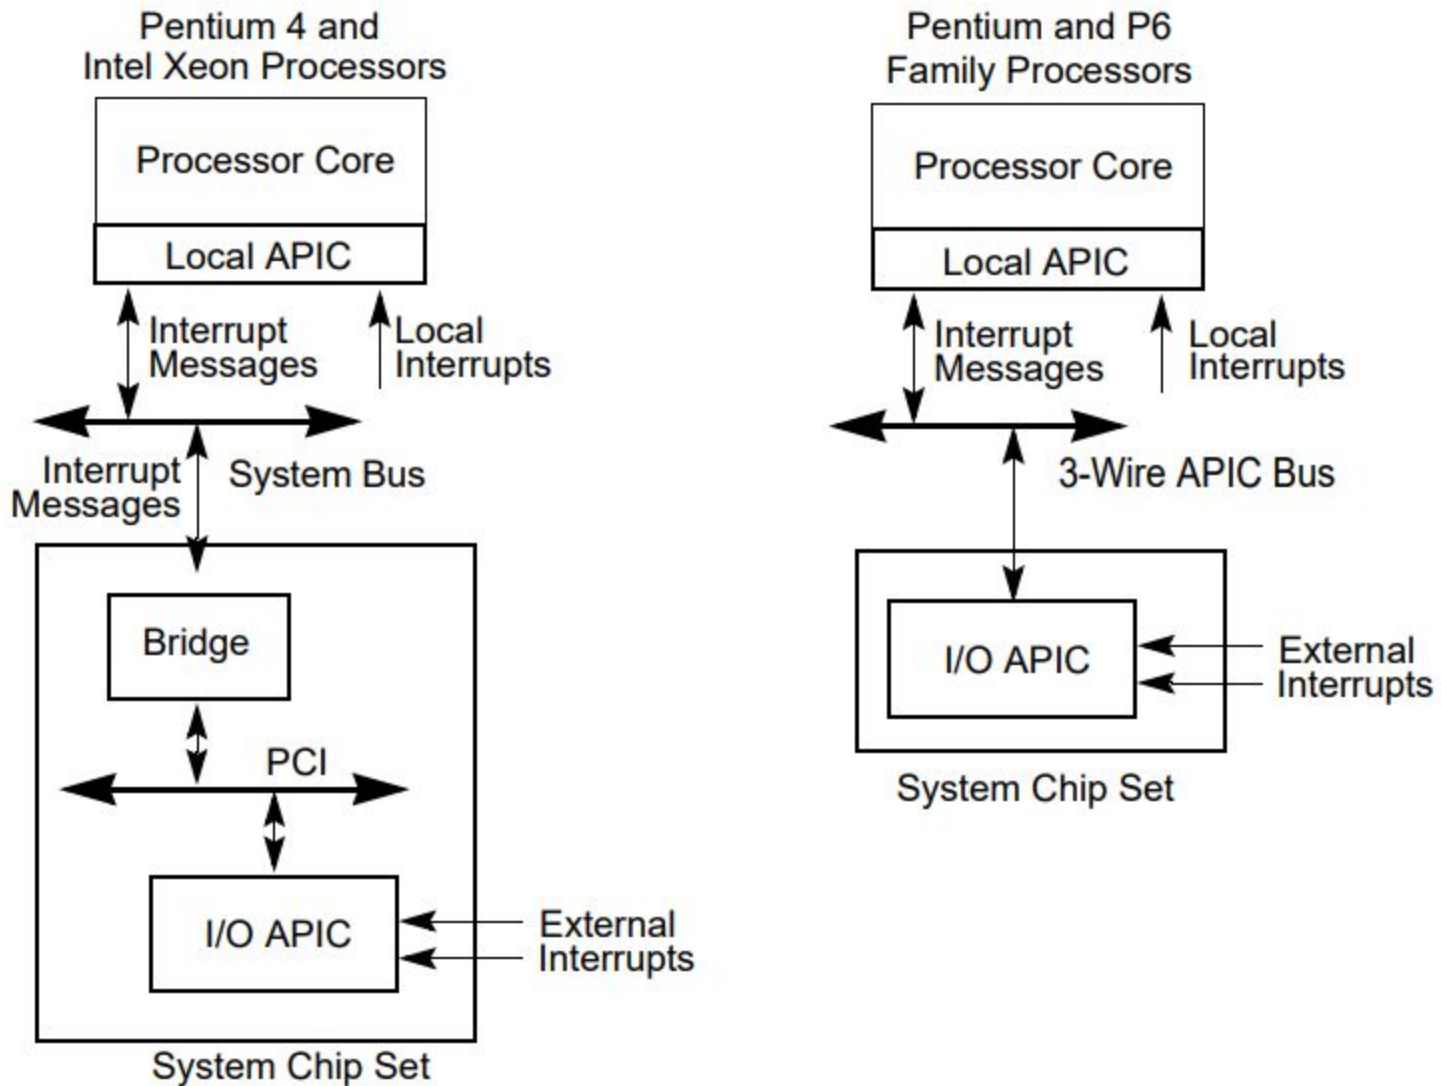 Pentium 4 and
Intel Xeon Processors
Processor Core
Local APIC
Interrupt
Messages
Local
Interrupts
Interrupt
Messages
System Bus
Bridge
PCI
I/O APIC
External
Interrupts
System Chip Set
Pentium and P6
Family Processors
Processor Core
Local APIC
Interrupt
Messages
Local
Interrupts
3-Wire APIC Bus
I/O APIC
External
Interrupts
System Chip Set